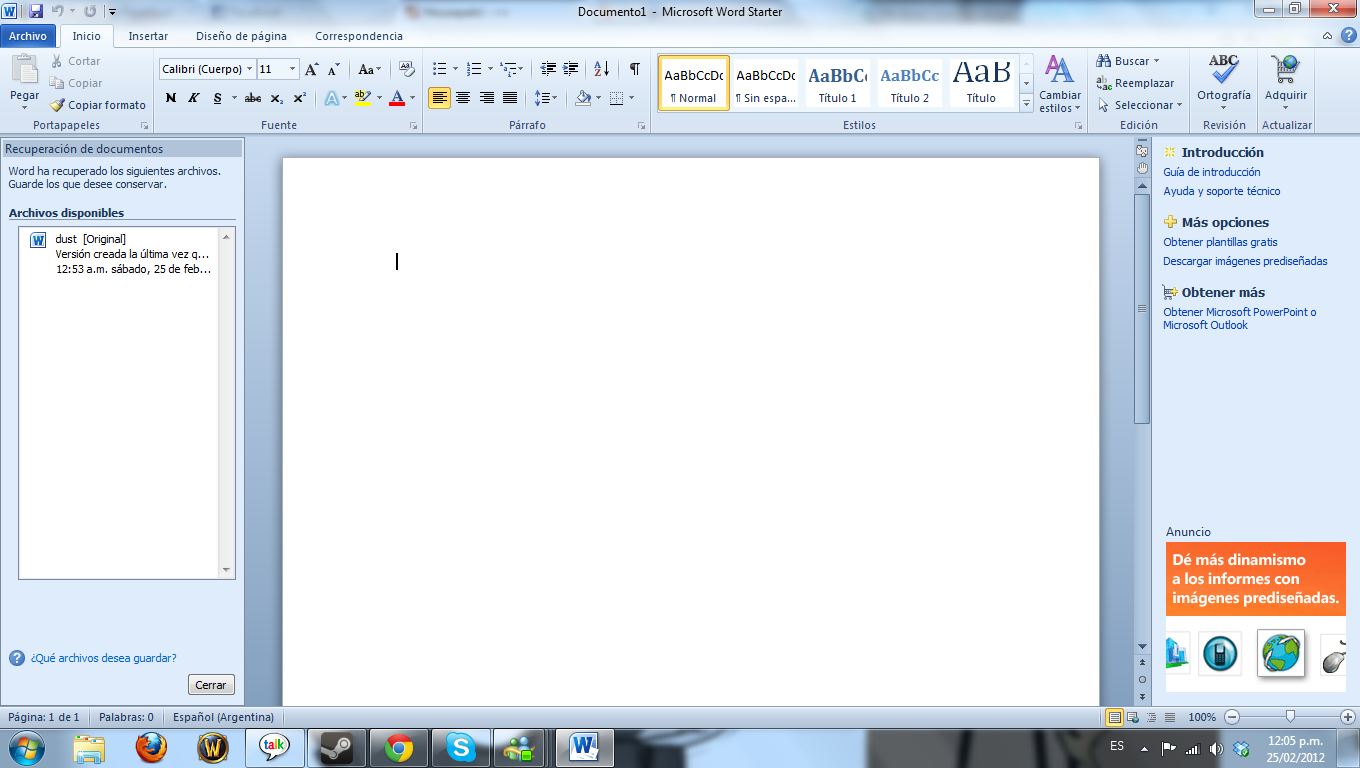 Documento1 - Microsoft Word Starter
Archivo Inicio Insertar Diseño de página Correspondencia
Pegar
Cortar
Copiar
Copiar formato
Portapapeles
Calibri (Cuerpo) 11
Aa
N K S abc x₂ x² A ab A
Fuente
Párrafo
AaBbCcDc AaBbCcDc AaBbCc AaBbCc AaB
¶ Normal ¶ Sin espa... Título 1 Título 2 Título
Cambiar
estilos
Estilos
Buscar
Reemplazar
Seleccionar
Edición
ABC
Ortografía
Revisión
Adquirir
Actualizar
Recuperación de documentos
Word ha recuperado los siguientes archivos.
Guarde los que desee conservar.
Archivos disponibles
dust [Original]
Versión creada la última vez q...
12:53 a.m. sábado, 25 de feb...
¿Qué archivos desea guardar?
Cerrar
Introducción
Guía de introducción
Ayuda y soporte técnico
Más opciones
Obtener plantillas gratis
Descargar imágenes prediseñadas
Obtener más
Obtener Microsoft PowerPoint o
Microsoft Outlook
Anuncio
Dé más dinamismo
a los informes con
imágenes prediseñadas.
Página: 1 de 1 Palabras: 0 Español (Argentina) 100%
talk
ES
12:05 p.m.
25/02/2012